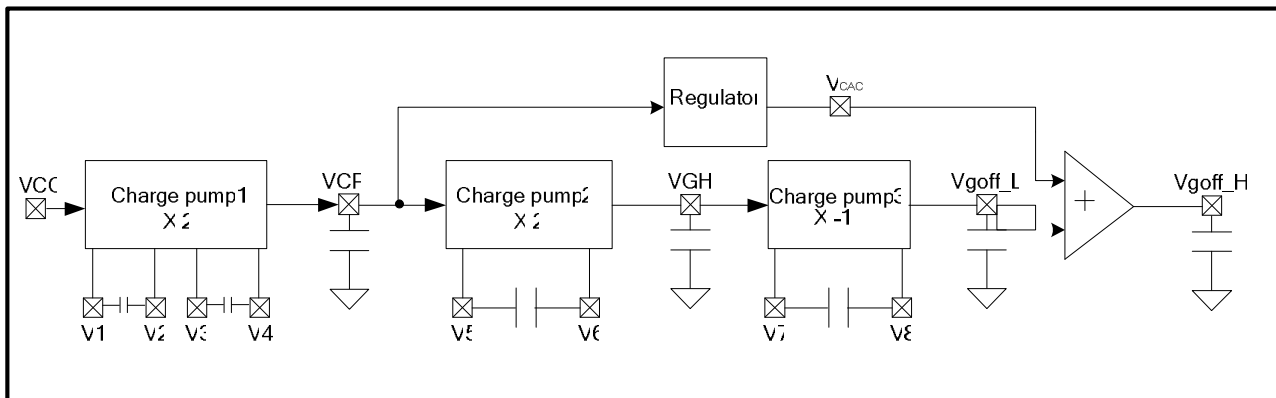 Regulator
VCAC
VCC
Charge pump1
X 2
VCP
Charge pump2
X 2
VGH
Charge pump3
X -1
Vgoff_L
+
Vgoff_H
V1
V2
V3
V4
V5
V6
V7
V8